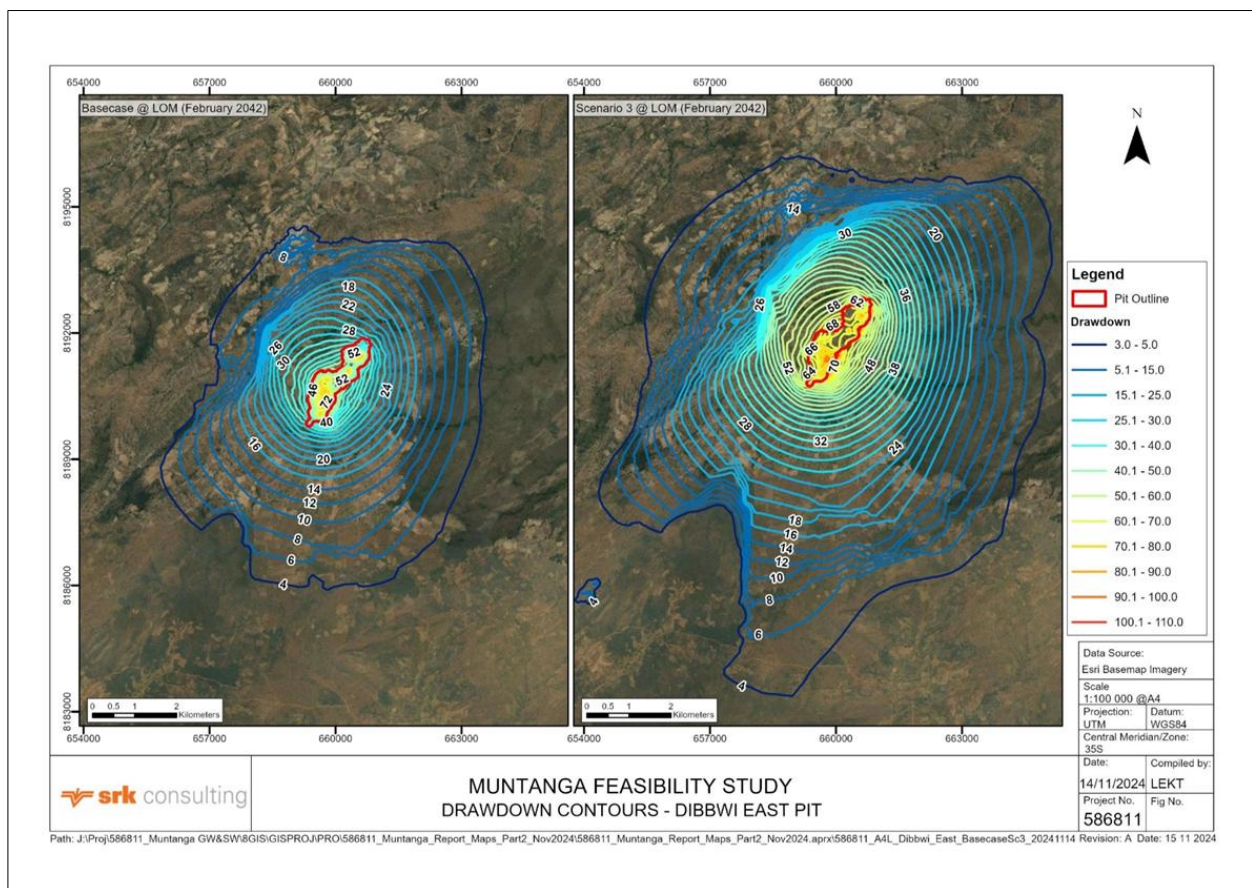 654000 657000 660000 663000 654000 657000 660000 663000
Basecase @ LOM (February 2042)
Scenario 3 @ LOM (February 2042)
8195000
8192000
8189000
8186000
8183000
8
18
22
28
26
30
52
46
52
24
72
40
16
20
14
12
10
8
6
4
14
30
20
26
58
62
36
68
66
52
64
70
48
38
28
32
24
18
16
14
12
10
8
6
4
4
0 0.5 1 2
Kilometers
0 0.5 1 2
Kilometers
654000 657000 660000 663000 654000 657000 660000 663000
N
Legend
Pit Outline
Drawdown
3.0 - 5.0
5.1 - 15.0
15.1 - 25.0
25.1 - 30.0
30.1 - 40.0
40.1 - 50.0
50.1 - 60.0
60.1 - 70.0
70.1 - 80.0
80.1 - 90.0
90.1 - 100.0
100.1 - 110.0
Data Source:
Esri Basemap Imagery
Scale
1:100 000 @A4
Projection: Datum:
UTM WGS84
Central Meridian/Zone:
35S
Date: Compiled by:
14/11/2024 LEKT
Project No. Fig No.
586811
srk consulting
MUNTANGA FEASIBILITY STUDY
DRAWDOWN CONTOURS - DIBBWI EAST PIT
Path: J:\Proj\586811_Muntanga GW&SW\8GIS\GISPROJ\PRO\586811_Muntanga_Report_Maps_Part2_Nov2024\586811_Muntanga_Report_Maps_Part2_Nov2024.aprx\586811_A4L_Dibbwi_East_BasecaseSc3_20241114 Revision: A Date: 15 11 2024